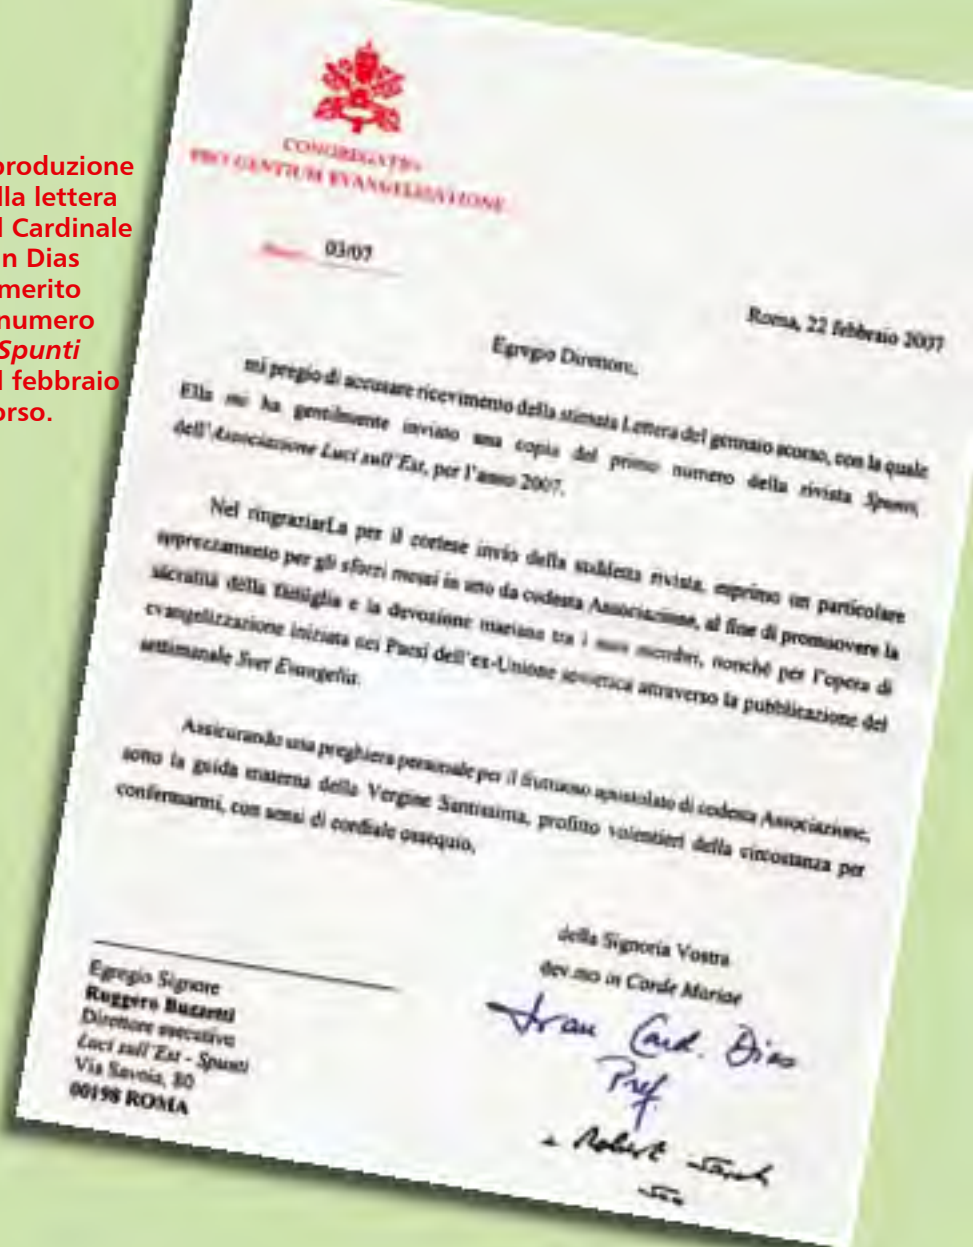 produzione
lla lettera
l Cardinale
n Dias
merito
numero
Spunti
l febbraio
orso.
CONGREGATIO
PRO GENTIUM EVANGELIZATIONE
03/07
Roma, 22 febbraio 2007
Egregio Direttore,
mi pregio di accusare ricevimento della stimata Lettera del gennaio scorso, con la quale
Ella mi ha gentilmente inviato una copia del primo numero della rivista Spunti,
dell'Associazione Luci sull'Est, per l'anno 2007.
Nel ringraziarLa per il cortese invio della suddetta rivista, esprimo un particolare
apprezzamento per gli sforzi messi in atto da codesta Associazione, al fine di promuovere la
sacralità della famiglia e la devozione mariana tra i suoi membri, nonché per l'opera di
evangelizzazione iniziata nei Paesi dell'ex-Unione sovietica attraverso la pubblicazione del
settimanale Svet Evangelia.
Assicurando una preghiera personale per il fruttuoso apostolato di codesta Associazione,
sotto la guida materna della Vergine Santissima, profitto volentieri della circostanza per
confermarmi, con sensi di cordiale ossequio,
della Signoria Vostra
dev.mo in Corde Mariae
Ivan Card. Dias
Pref.
Robert Sarah
Egregio Signore
Ruggero
Direttore esecutivo
Luci sull'Est - Spunti
Via Savoia, 80
00198 ROMA